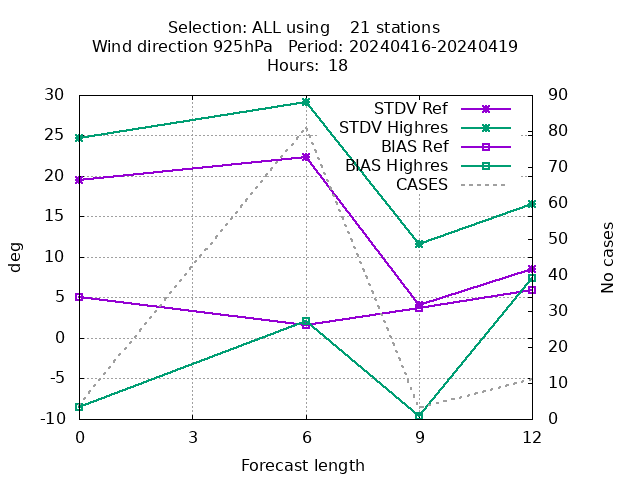 Selection: ALL using    21 stations
Wind direction 925hPa   Period: 20240416-20240419
Hours: 18
STDV Ref
STDV Highres
BIAS Ref
BIAS Highres
CASES
30
25
20
15
10
5
0
-5
-10
deg
90
80
70
60
50
40
30
20
10
0
No cases
0 3 6 9 12
Forecast length